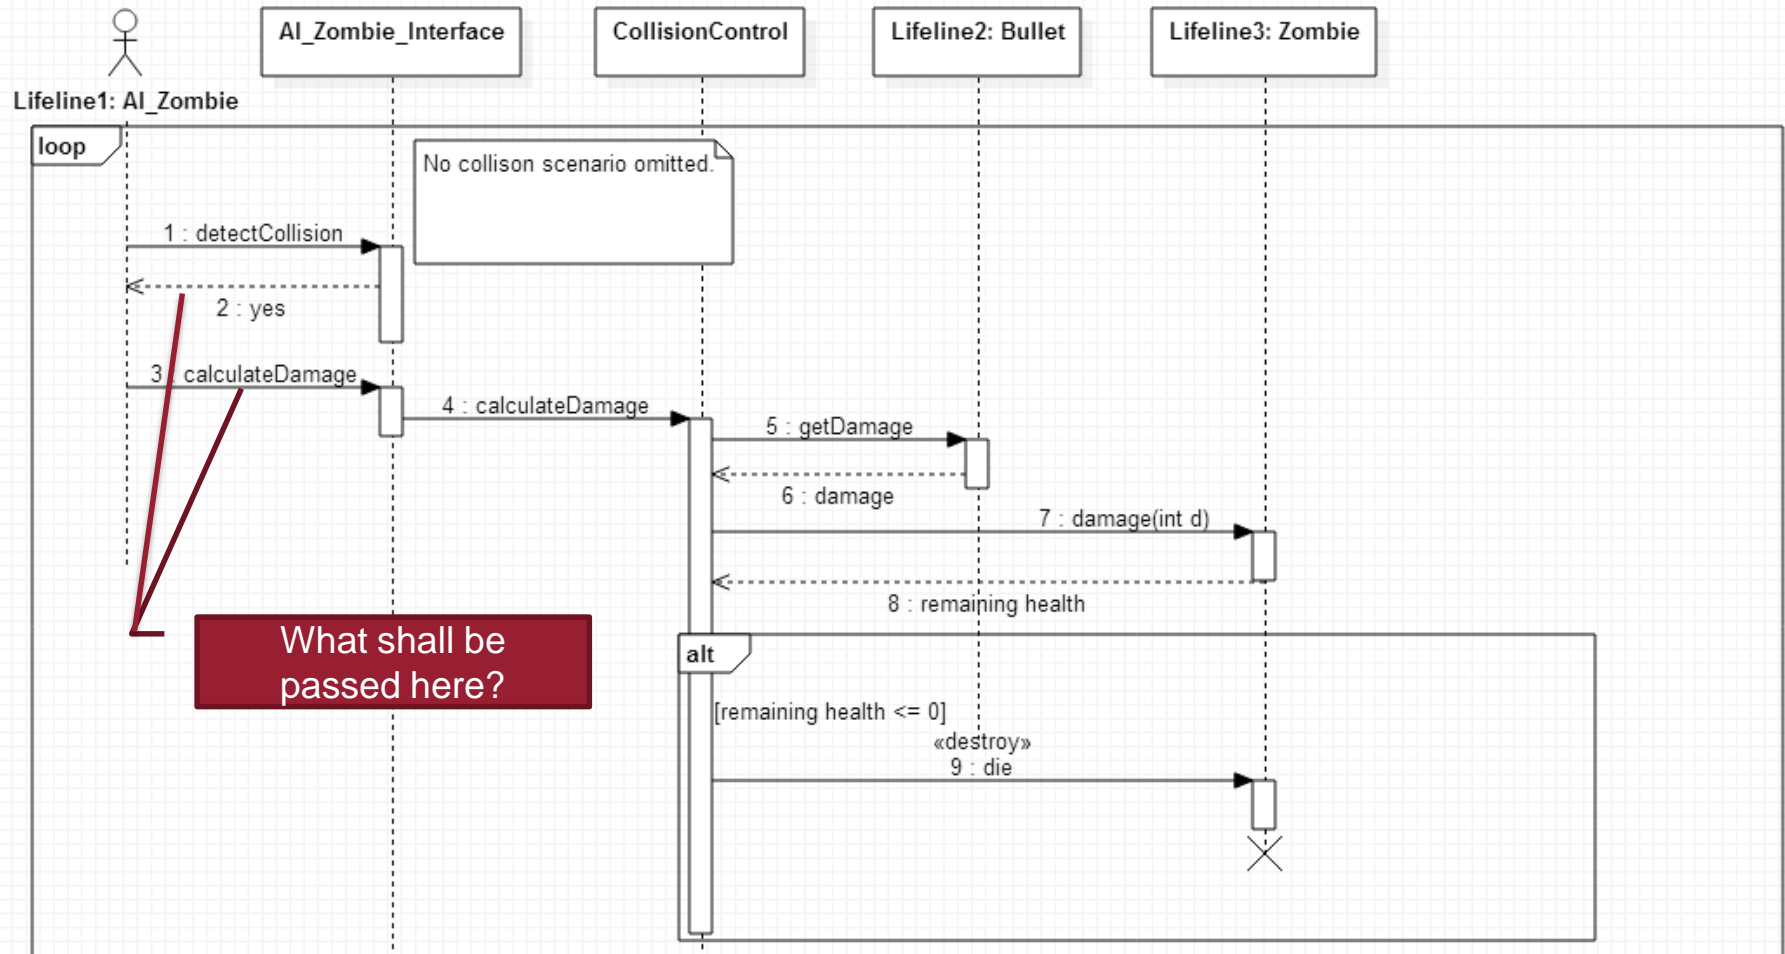 AI_Zombie_Interface
CollisionControl
Lifeline2: Bullet
Lifeline3: Zombie
Lifeline1: AI_Zombie
loop
No collison scenario omitted.
1 : detectCollision
2 : yes
3 : calculateDamage
4 : calculateDamage
5 : getDamage
6 : damage
7 : damage(int d)
8 : remaining health
What shall be
passed here?
alt
[remaining health <= 0]
«destroy»
9 : die